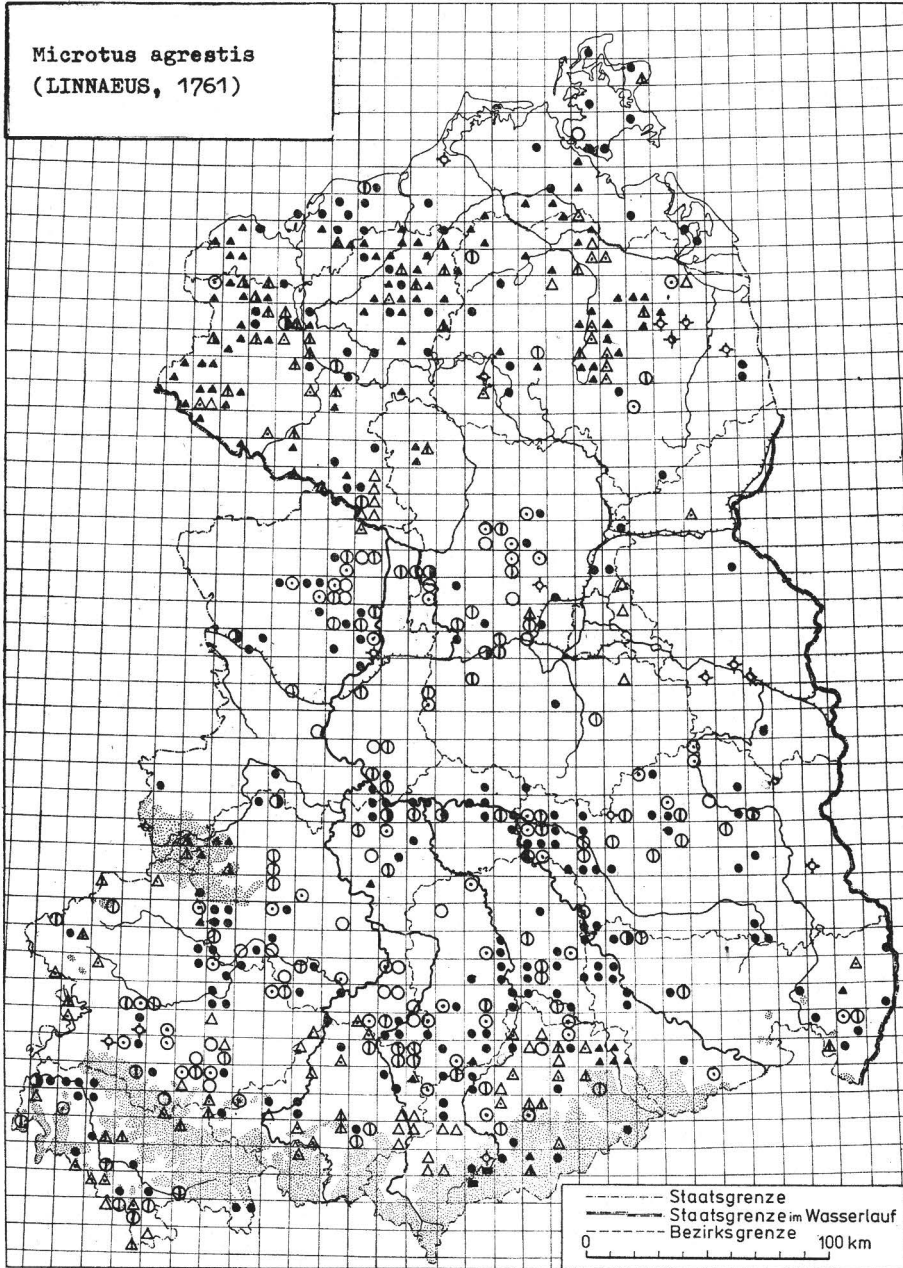 Microtus agrestis
(LINNAEUS, 1761)
Staatsgrenze
Staatsgrenze im Wasserlauf
Bezirksgrenze
0 100 km